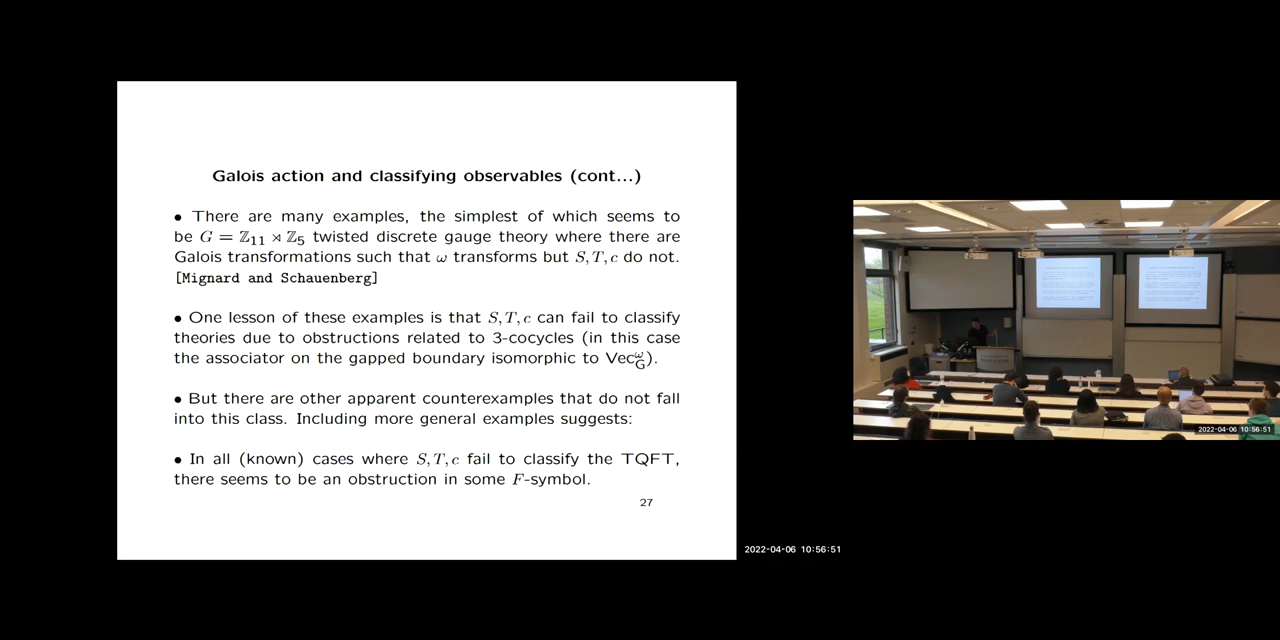 Galois action and classifying observables (cont...)
• There are many examples, the simplest of which seems to
be G = ℤ₁₁ ⋊ ℤ₅ twisted discrete gauge theory where there are
Galois transformations such that ω transforms but S, T, c do not.
[Mignard and Schauenberg]
• One lesson of these examples is that S, T, c can fail to classify
theories due to obstructions related to 3-cocycles (in this case
the associator on the gapped boundary isomorphic to Vec_G^ω).
• But there are other apparent counterexamples that do not fall
into this class. Including more general examples suggests:
• In all (known) cases where S, T, c fail to classify the TQFT,
there seems to be an obstruction in some F-symbol.
27
2022-04-06 10:56:51
2022-04-06 10:56:51